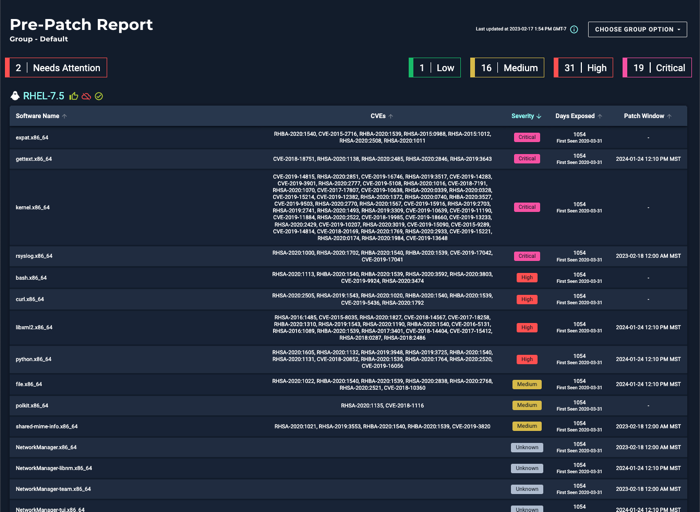 Pre-Patch Report
Group - Default
Last updated at 2023-02-17 1:54 PM GMT-7
CHOOSE GROUP OPTION
2 Needs Attention
1 Low
16 Medium
31 High
19 Critical
RHEL-7.5
Software Name CVEs Severity Days Exposed Patch Window
expat.x86_64 RHBA-2020:1540, CVE-2015-2716, RHBA-2020:1539, RHSA-2015:0988, RHSA-2015:1012, Critical 1054 -
RHSA-2020:2508, RHSA-2020:1011 First Seen 2020-03-31
gettext.x86_64 CVE-2018-18751, RHSA-2020:1138, RHSA-2020:2485, RHSA-2020:2846, RHSA-2019:3643 Critical 1054 2024-01-24 12:10 PM MST
First Seen 2020-03-31
CVE-2019-14815, RHSA-2020:2851, CVE-2019-16746, RHSA-2019:3517, CVE-2019-14283,
CVE-2019-3901, RHSA-2020:2777, CVE-2019-5108, RHSA-2020:1016, CVE-2018-7191,
RHSA-2020:1070, CVE-2017-17807, CVE-2019-10638, RHSA-2020:0339, RHSA-2020:0328,
CVE-2019-15214, CVE-2019-12382, RHSA-2020:1372, RHSA-2020:0740, RHBA-2020:3527,
CVE-2019-9503, RHSA-2020:2770, RHSA-2020:1567, CVE-2019-15916, RHSA-2019:2703,
kernel.x86_64 RHSA-2019:2741, RHSA-2020:1493, RHSA-2019:3309, CVE-2019-10639, CVE-2019-11190, Critical 1054 -
CVE-2019-11884, RHSA-2020:2522, CVE-2018-19985, CVE-2019-18660, CVE-2019-13233, First Seen 2020-03-31
RHSA-2020:2429, CVE-2019-10207, RHSA-2020:3019, CVE-2019-15090, CVE-2015-9289,
CVE-2019-14814, CVE-2018-20169, RHSA-2020:1769, RHSA-2020:2933, CVE-2019-15221,
RHSA-2020:0174, RHSA-2020:1984, CVE-2019-13648
rsyslog.x86_64 RHSA-2020:1000, RHSA-2020:1702, RHBA-2020:1540, RHBA-2020:1539, CVE-2019-17042, Critical 1054 2023-02-18 12:00 AM MST
CVE-2019-17041 First Seen 2020-03-31
bash.x86_64 RHSA-2020:1113, RHBA-2020:1540, RHBA-2020:1539, RHSA-2020:3592, RHSA-2020:3803, High 1054 -
CVE-2019-9924, RHSA-2020:3474 First Seen 2020-03-31
curl.x86_64 RHSA-2020:2505, RHSA-2019:1543, RHSA-2020:1020, RHBA-2020:1540, RHBA-2020:1539, High 1054 -
CVE-2019-5436, RHSA-2020:1792 First Seen 2020-03-31
RHSA-2016:1485, CVE-2015-8035, RHSA-2020:1827, CVE-2018-14567, CVE-2017-18258,
libxml2.x86_64 RHBA-2020:1310, RHSA-2019:1543, RHSA-2020:1190, RHBA-2020:1540, CVE-2016-5131, High 1054 2024-01-24 12:10 PM MST
RHSA-2016:1089, RHBA-2020:1539, RHSA-2017:3401, CVE-2018-14404, CVE-2017-15412, First Seen 2020-03-31
RHSA-2018:0287, RHSA-2018:2486
python.x86_64 RHSA-2020:1605, RHSA-2020:1132, RHSA-2019:3948, RHSA-2019:3725, RHBA-2020:1540, High 1054 2024-01-24 12:10 PM MST
RHSA-2020:1131, CVE-2018-20852, RHBA-2020:1539, RHSA-2020:1764, RHSA-2020:2520, First Seen 2020-03-31
CVE-2019-16056
file.x86_64 RHSA-2020:1022, RHBA-2020:1540, RHBA-2020:1539, RHSA-2020:2838, RHSA-2020:2768, Medium 1054 2024-01-24 12:10 PM MST
RHSA-2020:2521, CVE-2018-10360 First Seen 2020-03-31
polkit.x86_64 RHSA-2020:1135, CVE-2018-1116 Medium 1054 -
First Seen 2020-03-31
shared-mime-info.x86_64 RHSA-2020:1021, RHSA-2019:3553, RHBA-2020:1540, RHBA-2020:1539, CVE-2019-3820 Medium 1054 2023-02-18 12:00 AM MST
First Seen 2020-03-31
NetworkManager.x86_64 Unknown 1054 2023-02-18 12:00 AM MST
First Seen 2020-03-31
NetworkManager-libnm.x86_64 Unknown 1054 2024-01-24 12:10 PM MST
First Seen 2020-03-31
NetworkManager-team.x86_64 Unknown 1054 2023-02-18 12:00 AM MST
First Seen 2020-03-31
NetworkManager-tui.x86_64 Unknown 1054 2024-01-24 12:10 PM MST